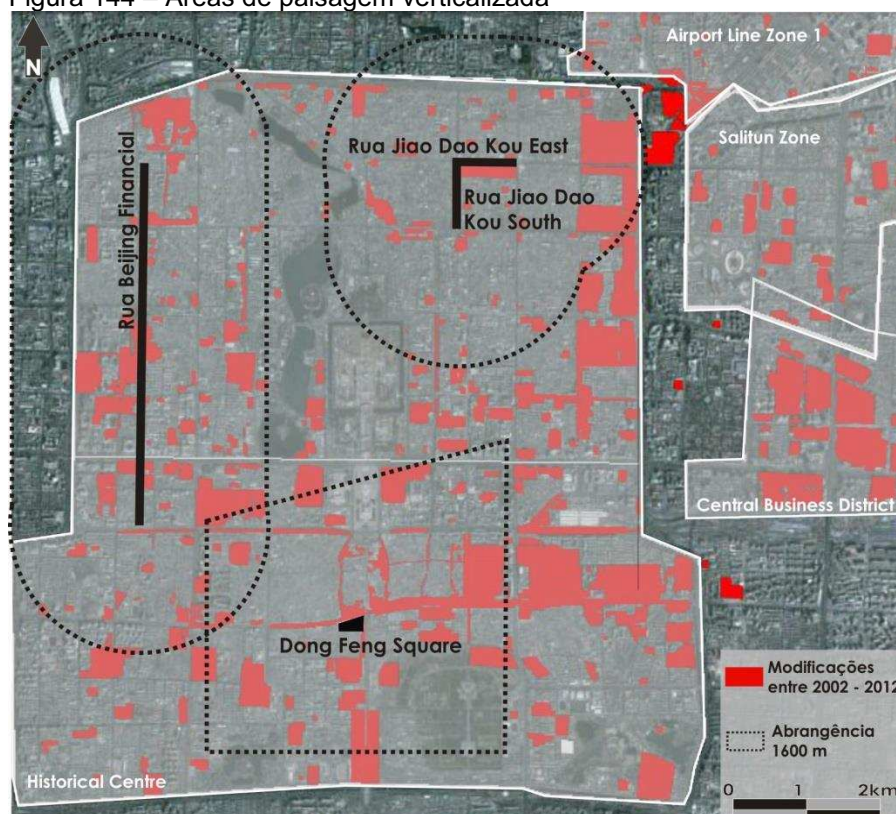 Figura 144 – Áreas de paisagem verticalizada
Airport Line Zone 1
N
Salitun Zone
Rua Jiao Dao Kou East
Rua Jiao Dao
Kou South
Rua Beijing Financial
Central Business District
Dong Feng Square
Modificações
entre 2002 - 2012
Abrangência
1600 m
Historical Centre
0 1 2km